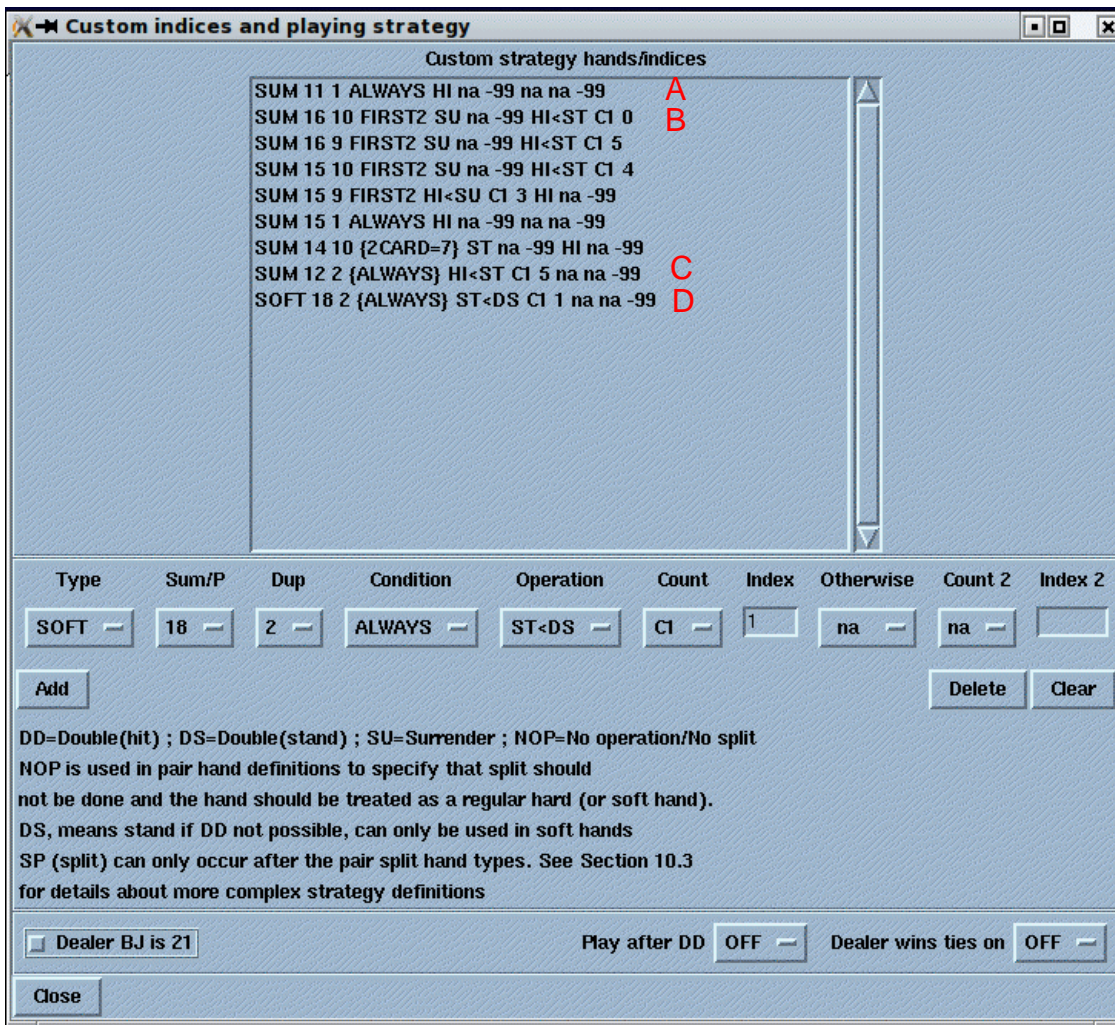 Custom indices and playing strategy
Custom strategy hands/indices
SUM 11 1 ALWAYS HI na -99 na na -99 A
SUM 16 10 FIRST2 SU na -99 HI<ST C1 0 B
SUM 16 9 FIRST2 SU na -99 HI<ST C1 5
SUM 15 10 FIRST2 SU na -99 HI<ST C1 4
SUM 15 9 FIRST2 HI<SU C1 3 HI na -99
SUM 15 1 ALWAYS HI na -99 na na -99
SUM 14 10 {2CARD=7} ST na -99 HI na -99
SUM 12 2 {ALWAYS} HI<ST C1 5 na na -99 C
SOFT 18 2 {ALWAYS} ST<DS C1 1 na na -99 D
Type Sum/P Dup Condition Operation Count Index Otherwise Count 2 Index 2
SOFT 18 2 ALWAYS ST<DS C1 1 na na
Add Delete Clear
DD=Double(hit) ; DS=Double(stand) ; SU=Surrender ; NOP=No operation/No split
NOP is used in pair hand definitions to specify that split should
not be done and the hand should be treated as a regular hard (or soft hand).
DS, means stand if DD not possible, can only be used in soft hands
SP (split) can only occur after the pair split hand types. See Section 10.3
for details about more complex strategy definitions
Dealer BJ is 21 Play after DD OFF Dealer wins ties on OFF
Close